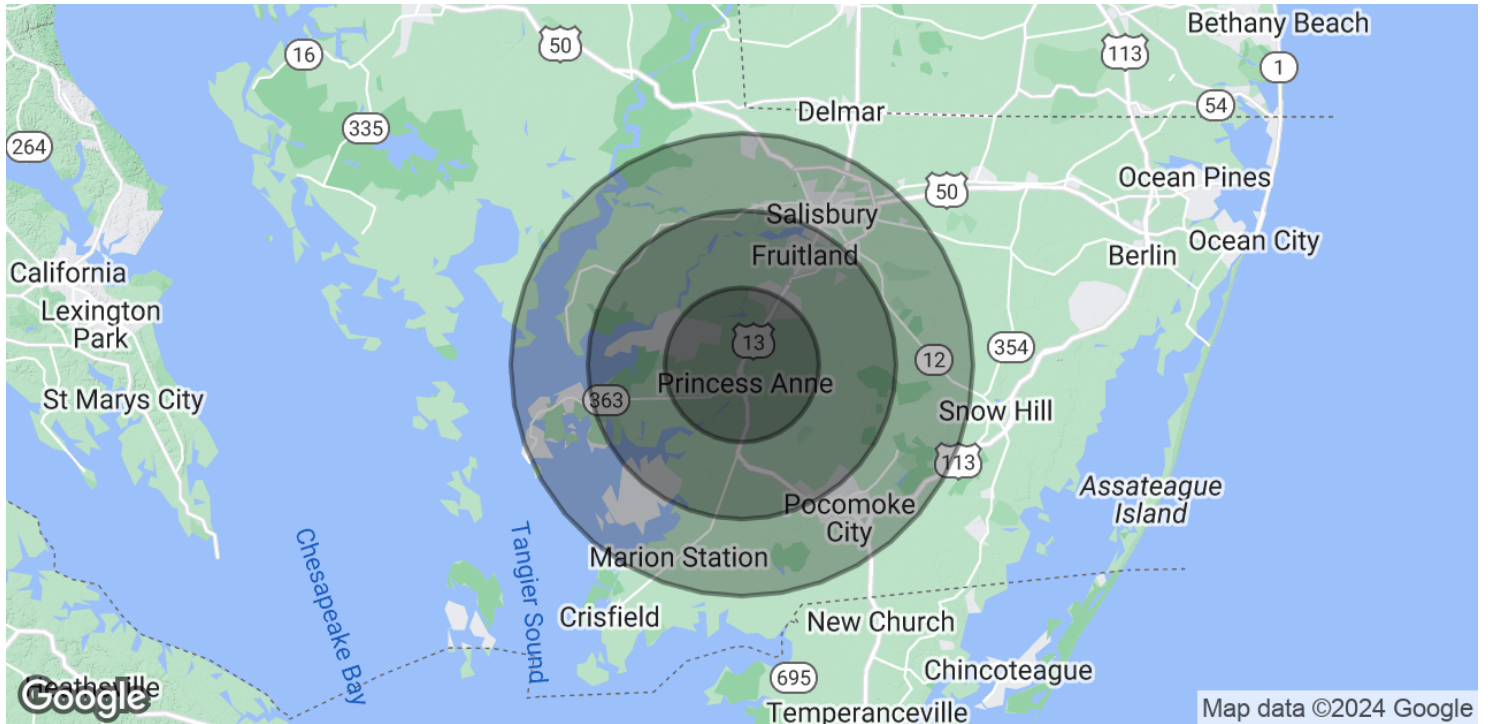 Bethany Beach
50
113
16
1
54
Delmar
335
264
Ocean Pines
50
Salisbury
Ocean City
Fruitland
Berlin
California
Lexington
Park
13
354
12
Princess Anne
363
St Marys City
Snow Hill
113
Assateague
Island
Pocomoke
City
Chesapeake Bay
Tangier Sound
Marion Station
Crisfield
New Church
Chincoteague
695
Heathsville
Google
Temperanceville
Map data ©2024 Google